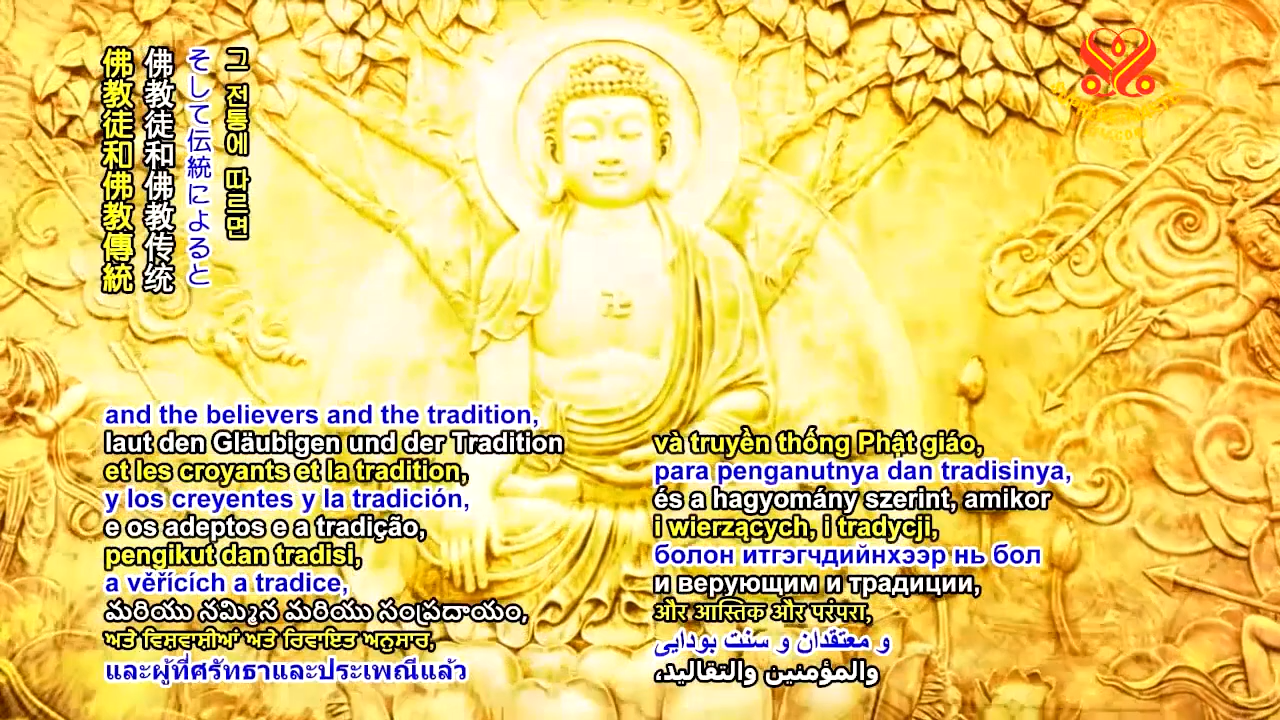 佛教徒和佛教傳統
佛教徒和佛教传统
そして伝統によると
그 전통에 따르면
and the believers and the tradition,
laut den Gläubigen und der Tradition
et les croyants et la tradition,
y los creyentes y la tradición,
e os adeptos e a tradição,
pengikut dan tradisi,
a věřících a tradice,
మరియు నమ్మిన మరియు సంప్రదాయం,
ਅਤੇ ਵਿਸ਼ਵਾਸ਼ੀਆਂ ਅਤੇ ਰਿਵਾਇਤ ਅਨੁਸਾਰ,
และผู้ที่ศรัทธาและประเพณีแล้ว
và truyền thống Phật giáo,
para penganutnya dan tradisinya,
és a hagyomány szerint, amikor
i wierzących, i tradycji,
болон итгэгчдийнхээр нь бол
и верующим и традиции,
और आस्तिक और परंपरा,
و معتقدان و سنت بودایی
والمؤمنين والتقاليد،
卍